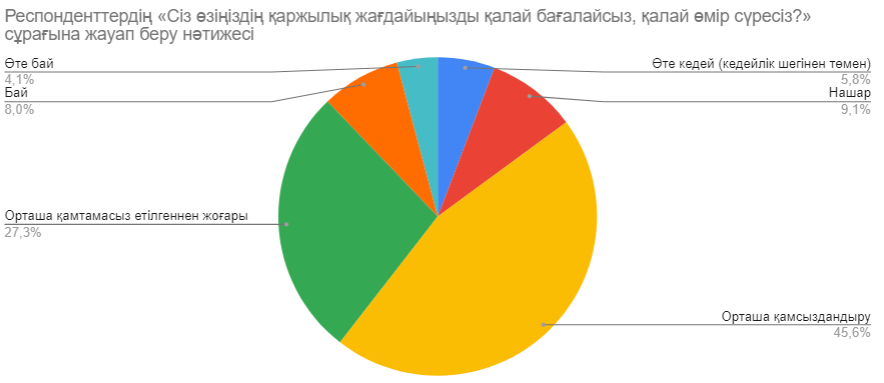 Респонденттердің «Сіз өзіңіздің қаржылық жағдайыңызды қалай бағалайсыз, қалай өмір сүресіз?»
сұрағына жауап беру нәтижесі
Өте бай
4,1%
Бай
8,0%
Орташа қамтамасыз етілгеннен жоғары
27,3%
Өте кедей (кедейлік шегінен төмен)
5,8%
Нашар
9,1%
Орташа қамсыздандыру
45,6%